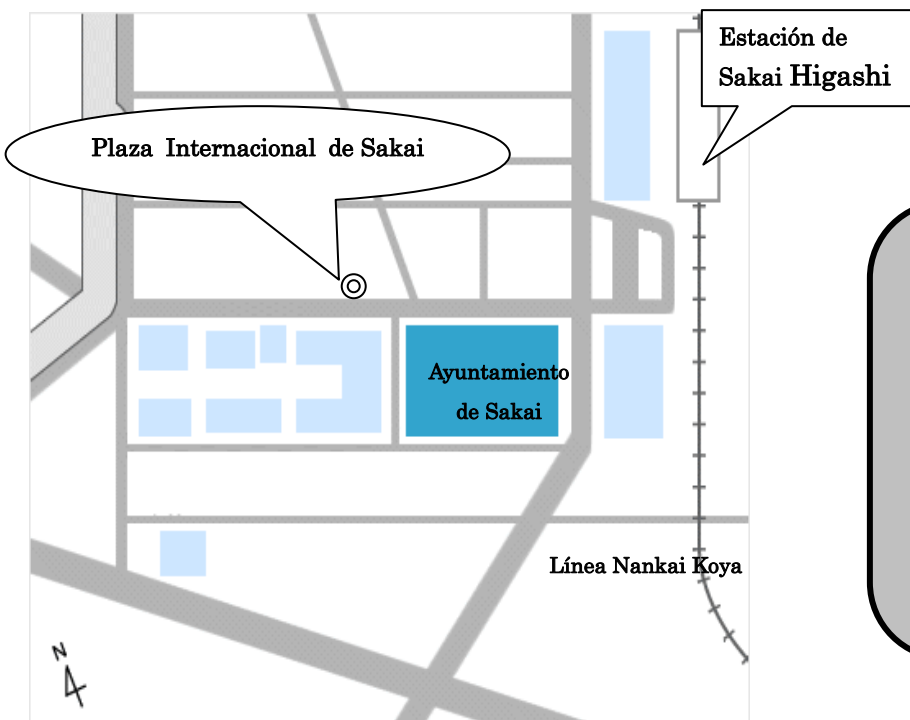 Estación de
Sakai Higashi
Plaza Internacional de Sakai
Ayuntamiento
de Sakai
Línea Nankai Koya
N